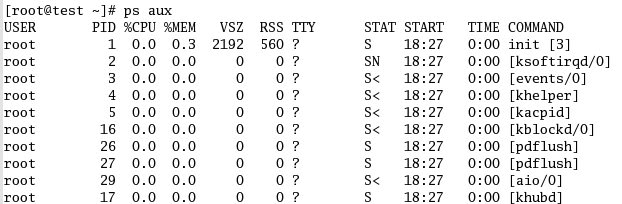 [root@test ~]# ps aux
USER PID %CPU %MEM VSZ RSS TTY STAT START TIME COMMAND
root 1 0.0 0.3 2192 560 ? S 18:27 0:00 init [3]
root 2 0.0 0.0 0 0 ? SN 18:27 0:00 [ksoftirqd/0]
root 3 0.0 0.0 0 0 ? S< 18:27 0:00 [events/0]
root 4 0.0 0.0 0 0 ? S< 18:27 0:00 [khelper]
root 5 0.0 0.0 0 0 ? S< 18:27 0:00 [kacpid]
root 16 0.0 0.0 0 0 ? S< 18:27 0:00 [kblockd/0]
root 26 0.0 0.0 0 0 ? S 18:27 0:00 [pdflush]
root 27 0.0 0.0 0 0 ? S 18:27 0:00 [pdflush]
root 29 0.0 0.0 0 0 ? S< 18:27 0:00 [aio/0]
root 17 0.0 0.0 0 0 ? S 18:27 0:00 [khubd]